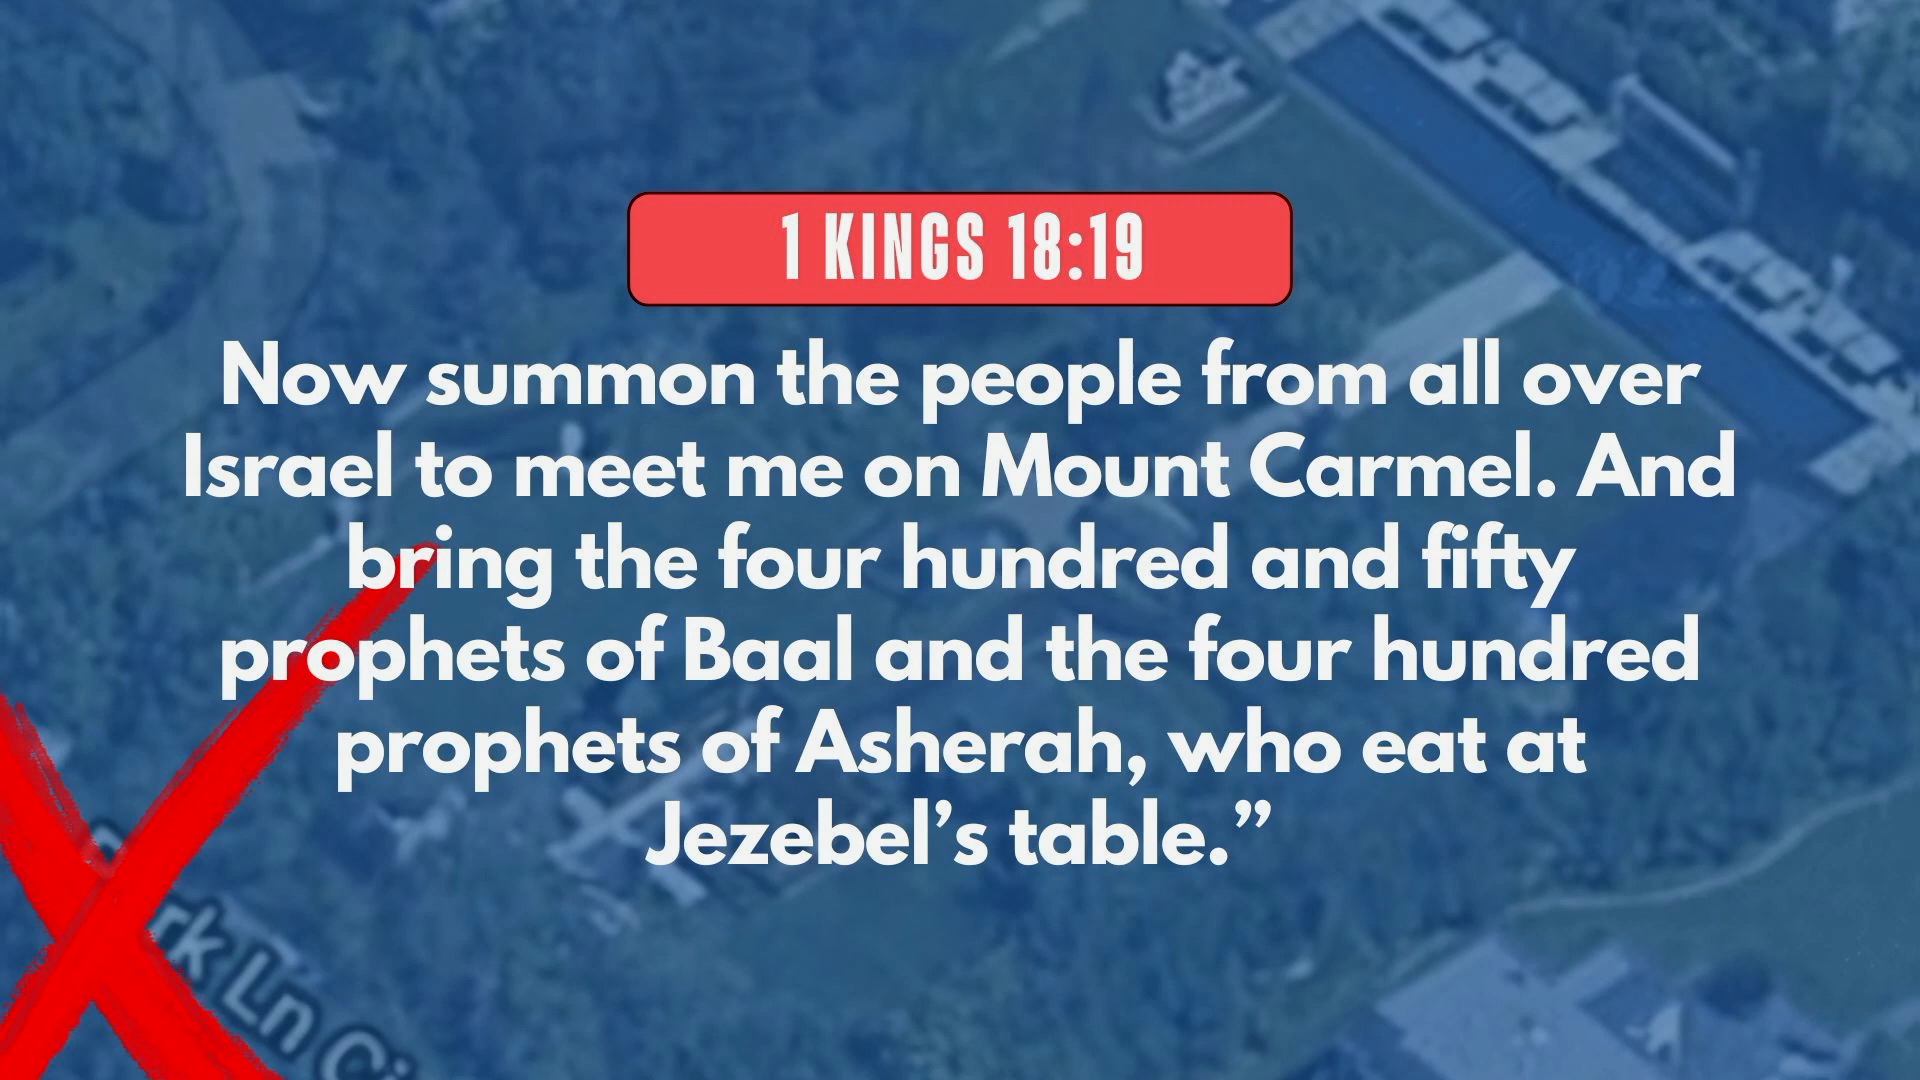 1 KINGS 18:19
Now summon the people from all over
Israel to meet me on Mount Carmel. And
bring the four hundred and fifty
prophets of Baal and the four hundred
prophets of Asherah, who eat at
Jezebel’s table.”
Ln